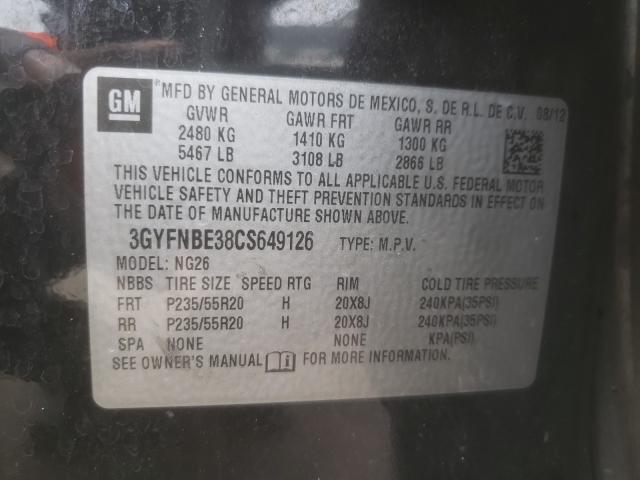 GM
*MFD BY GENERAL MOTORS DE MEXICO, S. DE R.L. DE C.V. 08/12
GVWR GAWR FRT GAWR RR
2480 KG 1410 KG 1300 KG
5467 LB 3108 LB 2866 LB
THIS VEHICLE CONFORMS TO ALL APPLICABLE U.S. FEDERAL MOTOR
VEHICLE SAFETY AND THEFT PREVENTION STANDARDS IN EFFECT ON
THE DATE OF MANUFACTURE SHOWN ABOVE.
3GYFNBE38CS649126 TYPE: M.P.V.
MODEL: NG26
NBBS TIRE SIZE SPEED RTG RIM COLD TIRE PRESSURE
FRT P235/55R20 H 20X8J 240KPA(35PSI)
RR P235/55R20 H 20X8J 240KPA(35PSI)
SPA NONE NONE KPA(PSI)
SEE OWNER'S MANUAL FOR MORE INFORMATION.